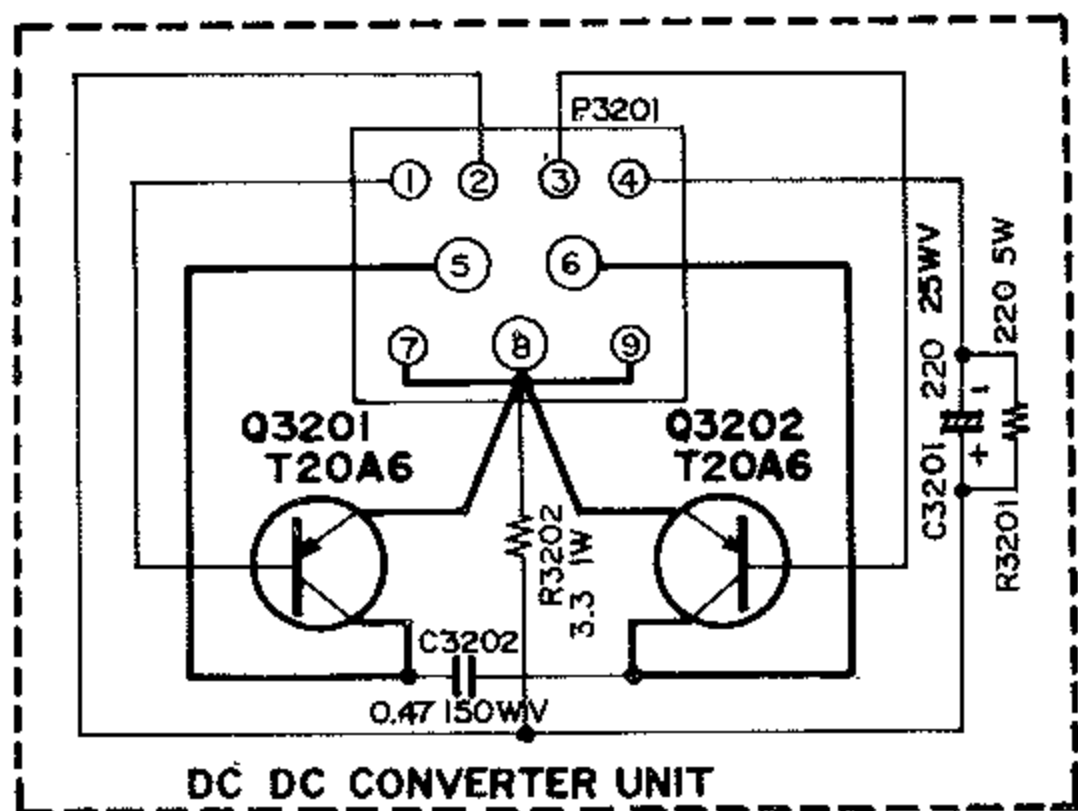 P3201
1 2 3 4
5 6
7 8 9
Q3201
T20A6
Q3202
T20A6
C3201 220 25WV
220 5W
R3201
R3202
3.3 1W
C3202
0.47 150WV
- 
+
DC DC CONVERTER UNIT